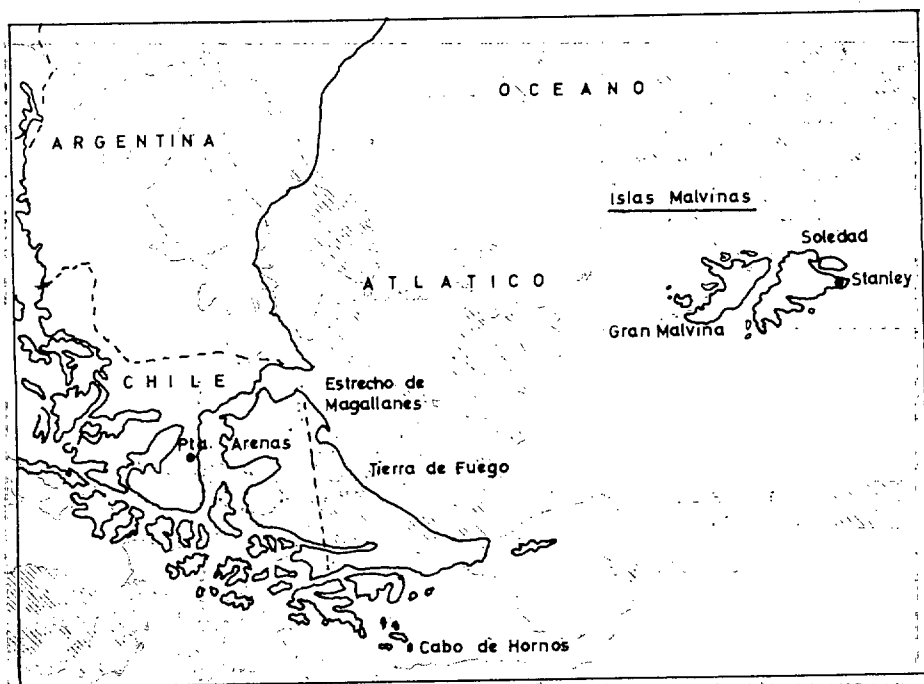 OCEANO
ARGENTINA
Islas Malvinas
Soledad
ATLATICO
Stanley
Gran Malvina
CHILE
Estrecho de
Magallanes
Pta. Arenas
Tierra de Fuego
Cabo de Hornos